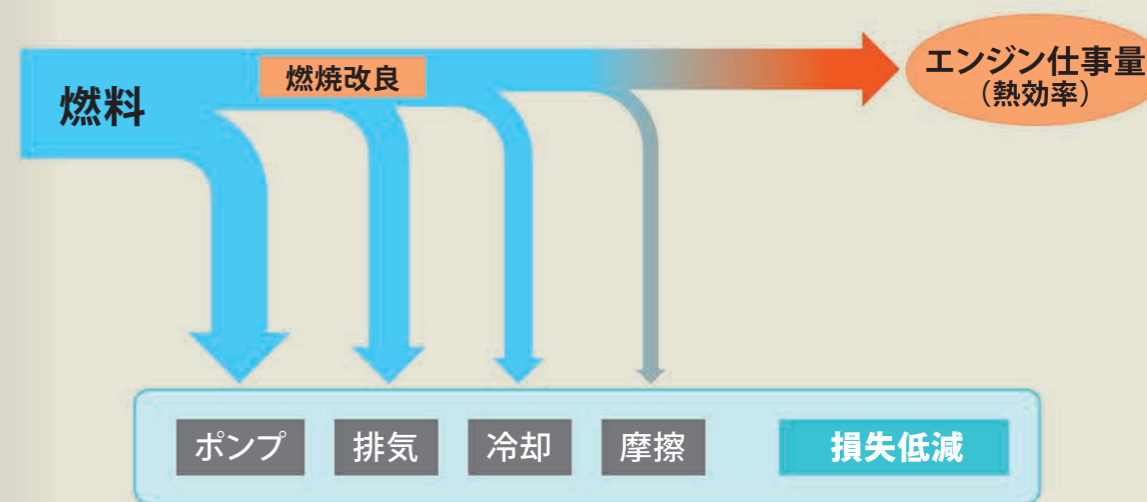 燃料
燃焼改良
エンジン仕事量
（熱効率）
ポンプ
排気
冷却
摩擦
損失低減